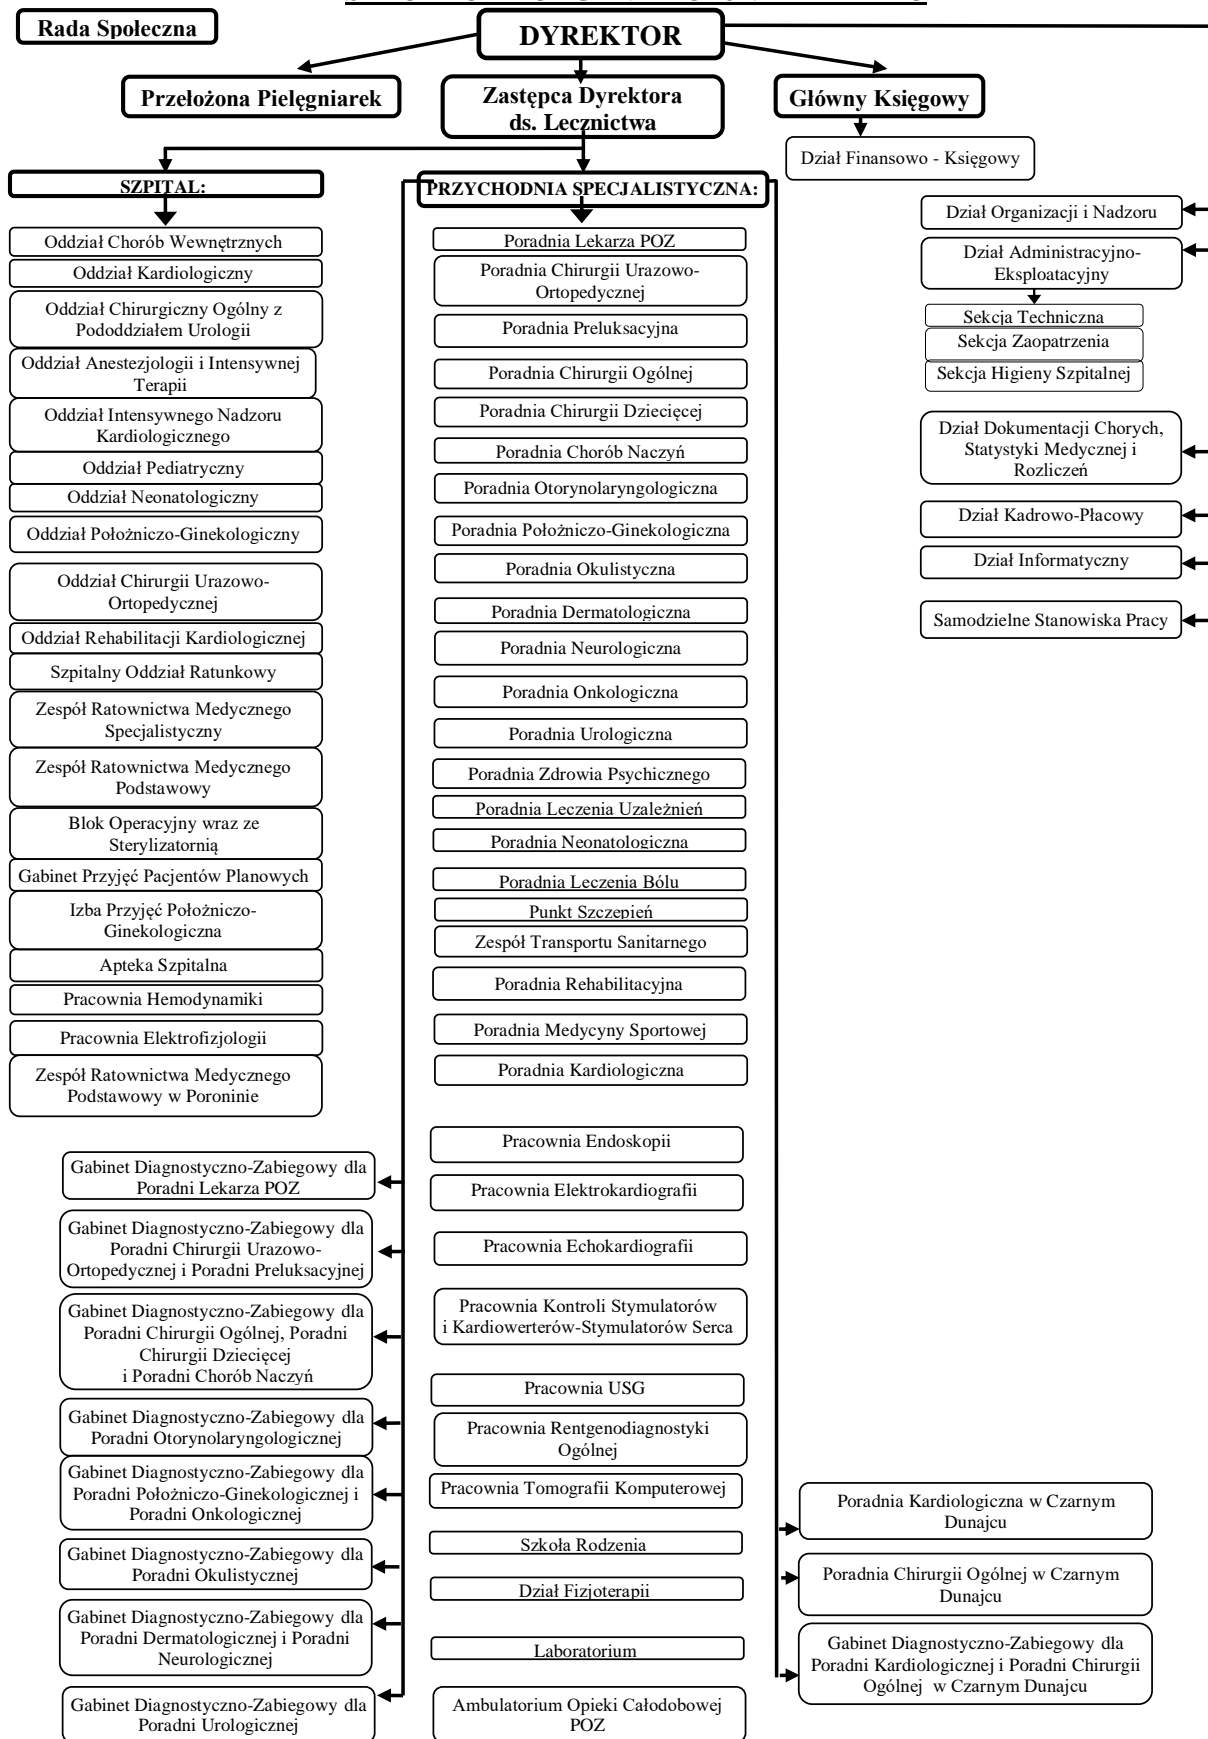 Rada Społeczna
DYREKTOR
Przełożona Pielęgniarek
Zastępca Dyrektora
ds. Lecznictwa
Główny Księgowy
Dział Finansowo - Księgowy
SZPITAL:
Oddział Chorób Wewnętrznych
Oddział Kardiologiczny
Oddział Chirurgiczny Ogólny z
Pododdziałem Urologii
Oddział Anestezjologii i Intensywnej
Terapii
Oddział Intensywnego Nadzoru
Kardiologicznego
Oddział Pediatryczny
Oddział Neonatologiczny
Oddział Położniczo-Ginekologiczny
Oddział Chirurgii Urazowo-
Ortopedycznej
Oddział Rehabilitacji Kardiologicznej
Szpitalny Oddział Ratunkowy
Zespół Ratownictwa Medycznego
Specjalistyczny
Zespół Ratownictwa Medycznego
Podstawowy
Blok Operacyjny wraz ze
Sterylizatornią
Gabinet Przyjęć Pacjentów Planowych
Izba Przyjęć Położniczo-
Ginekologiczna
Apteka Szpitalna
Pracownia Hemodynamiki
Pracownia Elektrofizjologii
Zespół Ratownictwa Medycznego
Podstawowy w Poroninie
PRZYCHODNIA SPECJALISTYCZNA:
Poradnia Lekarza POZ
Poradnia Chirurgii Urazowo-
Ortopedycznej
Poradnia Preluksacyjna
Poradnia Chirurgii Ogólnej
Poradnia Chirurgii Dziecięcej
Poradnia Chorób Naczyń
Poradnia Otorynolaryngologiczna
Poradnia Położniczo-Ginekologiczna
Poradnia Okulistyczna
Poradnia Dermatologiczna
Poradnia Neurologiczna
Poradnia Onkologiczna
Poradnia Urologiczna
Poradnia Zdrowia Psychicznego
Poradnia Leczenia Uzależnień
Poradnia Neonatologiczna
Poradnia Leczenia Bólu
Punkt Szczepień
Zespół Transportu Sanitarnego
Poradnia Rehabilitacyjna
Poradnia Medycyny Sportowej
Poradnia Kardiologiczna
Pracownia Endoskopii
Pracownia Elektrokardiografii
Pracownia Echokardiografii
Pracownia Kontroli Stymulatorów
i Kardiowerterów-Stymulatorów Serca
Pracownia USG
Pracownia Rentgenodiagnostyki
Ogólnej
Pracownia Tomografii Komputerowej
Szkoła Rodzenia
Dział Fizjoterapii
Laboratorium
Ambulatorium Opieki Całodobowej
POZ
Dział Organizacji i Nadzoru
Dział Administracyjno-
Eksploatacyjny
Sekcja Techniczna
Sekcja Zaopatrzenia
Sekcja Higieny Szpitalnej
Dział Dokumentacji Chorych,
Statystyki Medycznej i
Rozliczeń
Dział Kadrowo-Płacowy
Dział Informatyczny
Samodzielne Stanowiska Pracy
Gabinet Diagnostyczno-Zabiegowy dla
Poradni Lekarza POZ
Gabinet Diagnostyczno-Zabiegowy dla
Poradni Chirurgii Urazowo-
Ortopedycznej i Poradni Preluksacyjnej
Gabinet Diagnostyczno-Zabiegowy dla
Poradni Chirurgii Ogólnej, Poradni
Chirurgii Dziecięcej
i Poradni Chorób Naczyń
Gabinet Diagnostyczno-Zabiegowy dla
Poradni Otorynolaryngologicznej
Gabinet Diagnostyczno-Zabiegowy dla
Poradni Położniczo-Ginekologicznej i
Poradni Onkologicznej
Gabinet Diagnostyczno-Zabiegowy dla
Poradni Okulistycznej
Gabinet Diagnostyczno-Zabiegowy dla
Poradni Dermatologicznej i Poradni
Neurologicznej
Gabinet Diagnostyczno-Zabiegowy dla
Poradni Urologicznej
Poradnia Kardiologiczna w Czarnym
Dunajcu
Poradnia Chirurgii Ogólnej w Czarnym
Dunajcu
Gabinet Diagnostyczno-Zabiegowy dla
Poradni Kardiologicznej i Poradni Chirurgii
Ogólnej w Czarnym Dunajcu